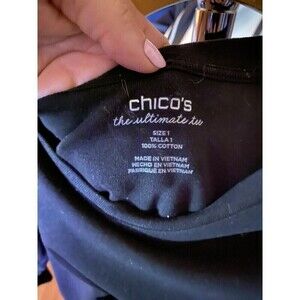 chico's
the ultimate tee
SIZE 1
TALLA 1
100% COTTON
MADE IN VIETNAM
HECHO EN VIETNAM
FABRIQUÉ EN VIETNAM